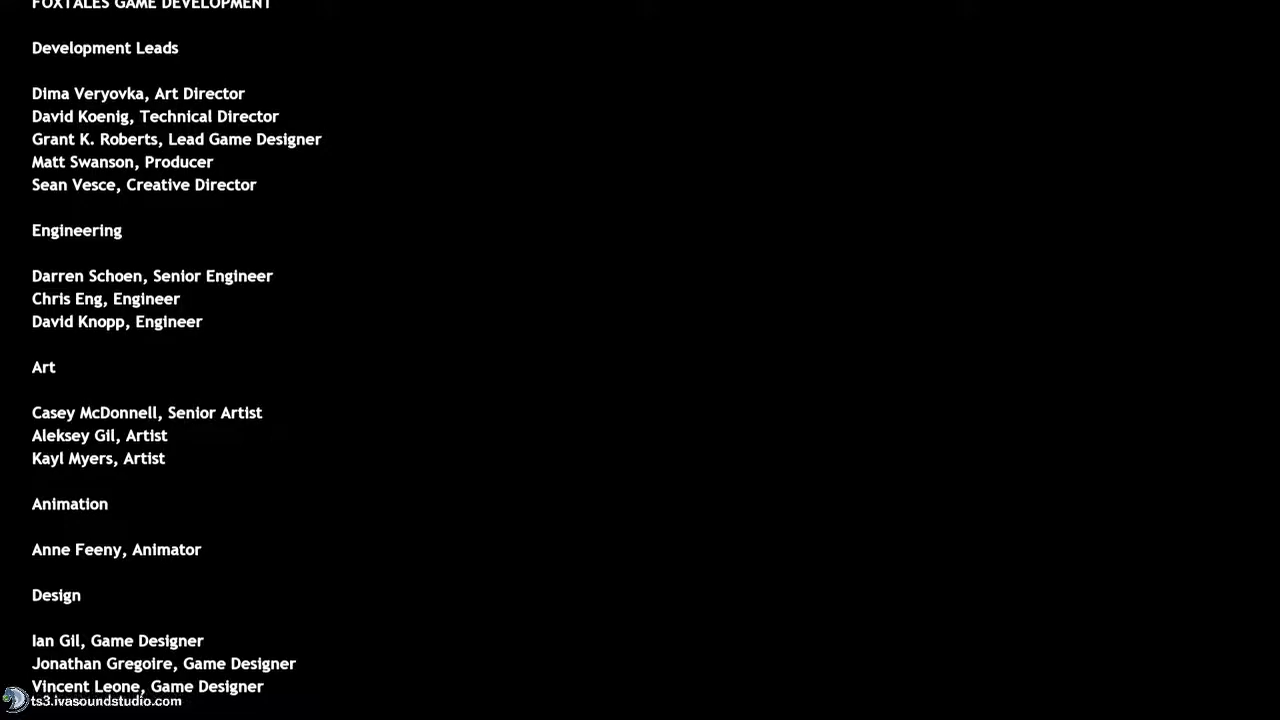 FOXTALES GAME DEVELOPMENT
Development Leads
Dima Veryovka, Art Director
David Koenig, Technical Director
Grant K. Roberts, Lead Game Designer
Matt Swanson, Producer
Sean Vesce, Creative Director
Engineering
Darren Schoen, Senior Engineer
Chris Eng, Engineer
David Knopp, Engineer
Art
Casey McDonnell, Senior Artist
Aleksey Gil, Artist
Kayl Myers, Artist
Animation
Anne Feeny, Animator
Design
Ian Gil, Game Designer
Jonathan Gregoire, Game Designer
Vincent Leone, Game Designer
ts3.ivasoundstudio.com